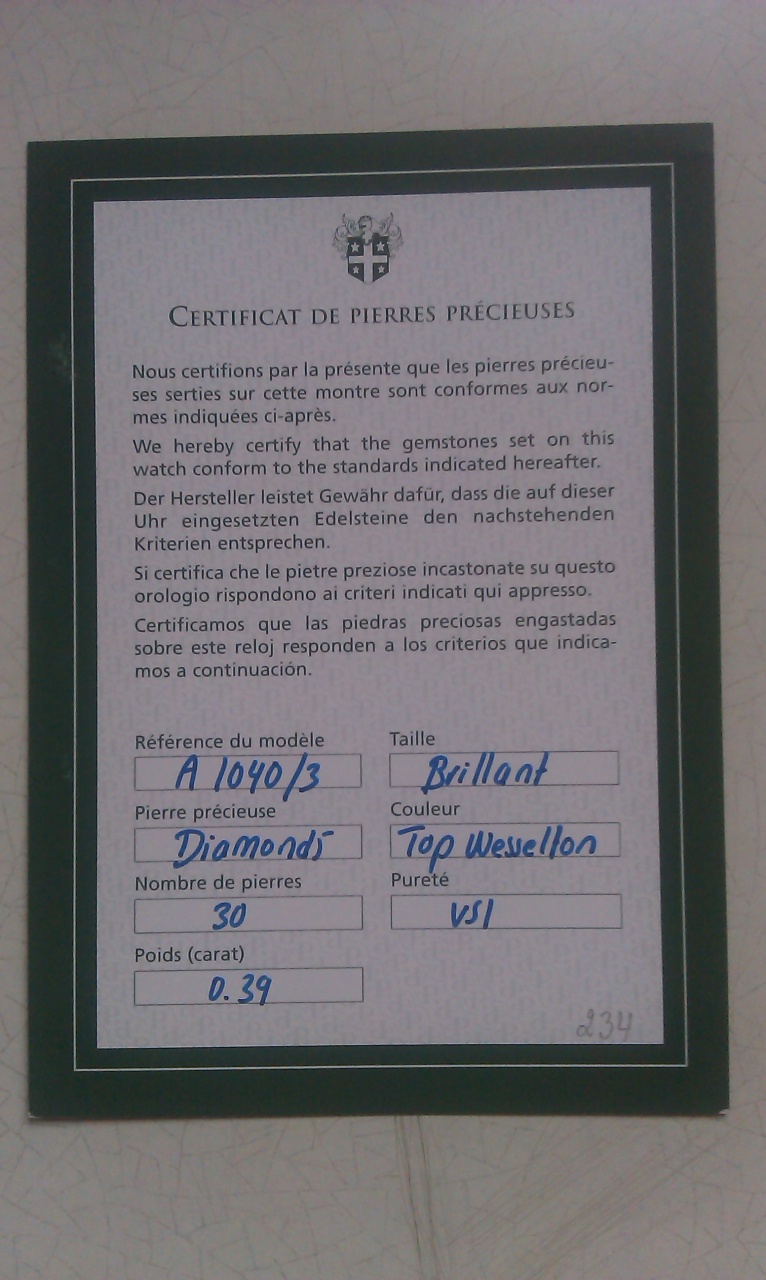 CERTIFICAT DE PIERRES PRÉCIEUSES
Nous certifions par la présente que les pierres précieu-
ses serties sur cette montre sont conformes aux nor-
mes indiquées ci-après.
We hereby certify that the gemstones set on this
watch conform to the standards indicated hereafter.
Der Hersteller leistet Gewähr dafür, dass die auf dieser
Uhr eingesetzten Edelsteine den nachstehenden
Kriterien entsprechen.
Si certifica che le pietre preziose incastonate su questo
orologio rispondono ai criteri indicati qui appresso.
Certificamos que las piedras preciosas engastadas
sobre este reloj responden a los criterios que indica-
mos a continuación.
Référence du modèle
A 1040/3
Taille
Brillant
Pierre précieuse
Diamonds
Couleur
Top Wesselton
Nombre de pierres
30
Pureté
VSI
Poids (carat)
0.39
234